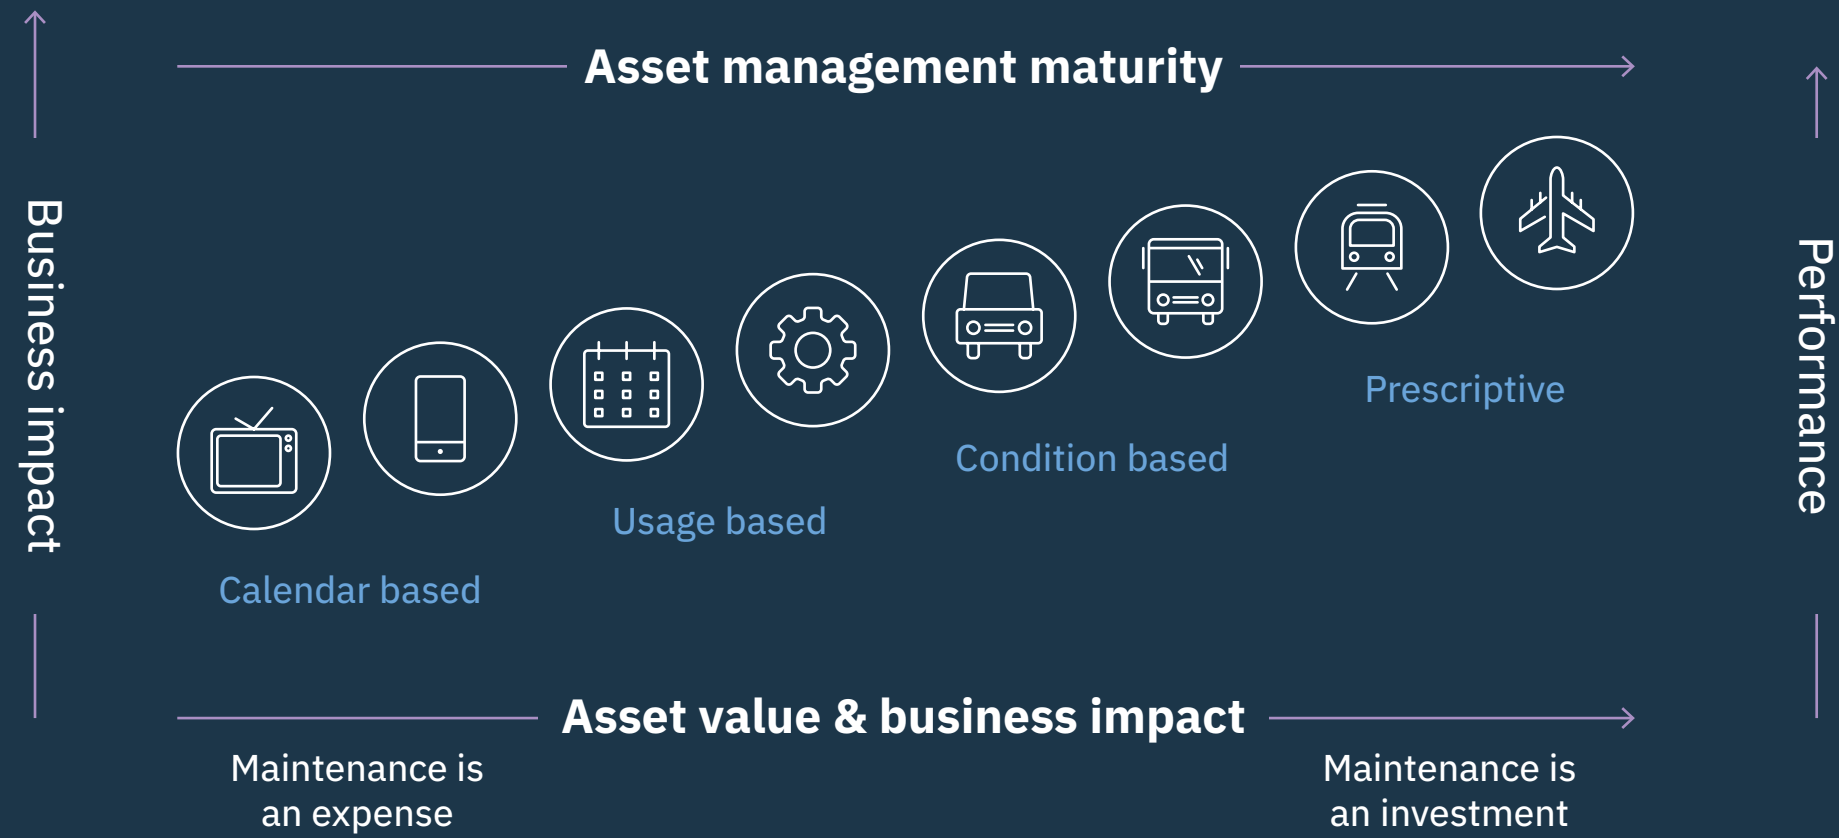 Asset management maturity
Business impact
Performance
Prescriptive
Condition based
Usage based
Calendar based
Asset value & business impact
Maintenance is
an expense
Maintenance is
an investment